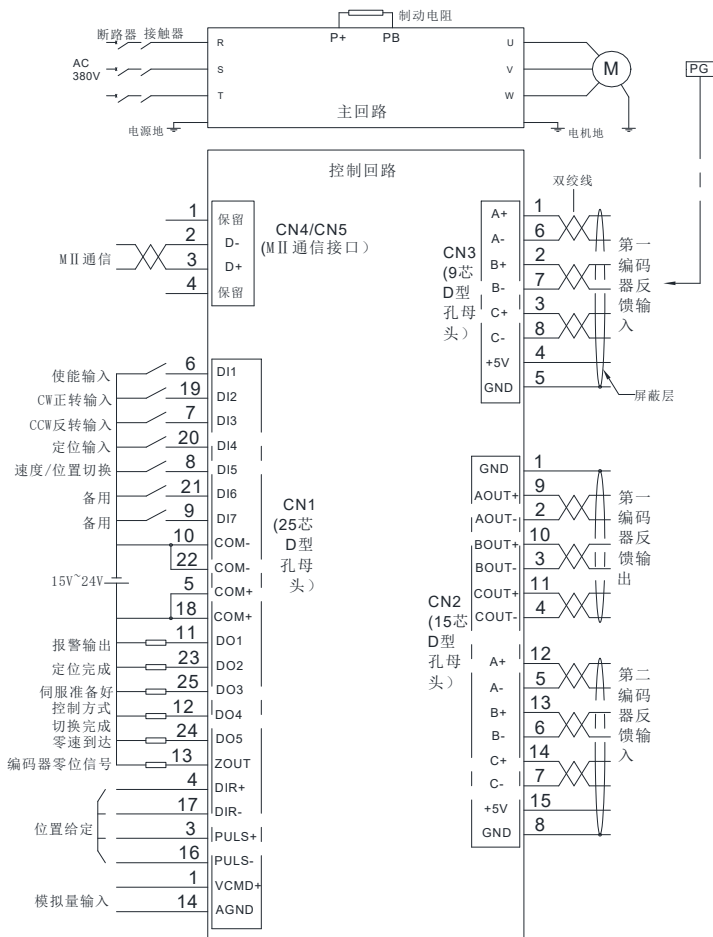 制动电阻
断路器 接触器
P+ PB
R
S
T
U
V
W
M
PG
AC
380V
主回路
电源地
电机地
控制回路
CN4/CN5
(MⅡ通信接口)
MⅡ通信
1 保留
2 D-
3 D+
4 保留
双绞线
CN3
(9芯
D型
孔母
头)
A+ 1
A- 6
B+ 2
B- 7
C+ 3
C- 8
+5V 4
GND 5
第一
编码
器反
馈输
入
屏蔽层
CN1
(25芯
D型
孔母
头)
使能输入 6 DI1
CW正转输入 19 DI2
CCW反转输入 7 DI3
定位输入 20 DI4
速度/位置切换 8 DI5
备用 21 DI6
备用 9 DI7
10 COM-
22 COM-
15V~24V
5 COM+
18 COM+
报警输出 11 DO1
定位完成 23 DO2
伺服准备好 25 DO3
控制方式
切换完成 12 DO4
零速到达 24 DO5
编码器零位信号 13 ZOUT
位置给定
4 DIR+
17 DIR-
3 PULS+
16 PULS-
模拟量输入
1 VCMD+
14 AGND
CN2
(15芯
D型
孔母
头)
GND 1
AOUT+ 9
AOUT- 2
BOUT+ 10
BOUT- 3
COUT+ 11
COUT- 4
第一
编码
器反
馈输
出
A+ 12
A- 5
B+ 13
B- 6
C+ 14
C- 7
+5V 15
GND 8
第二
编码
器反
馈输
入